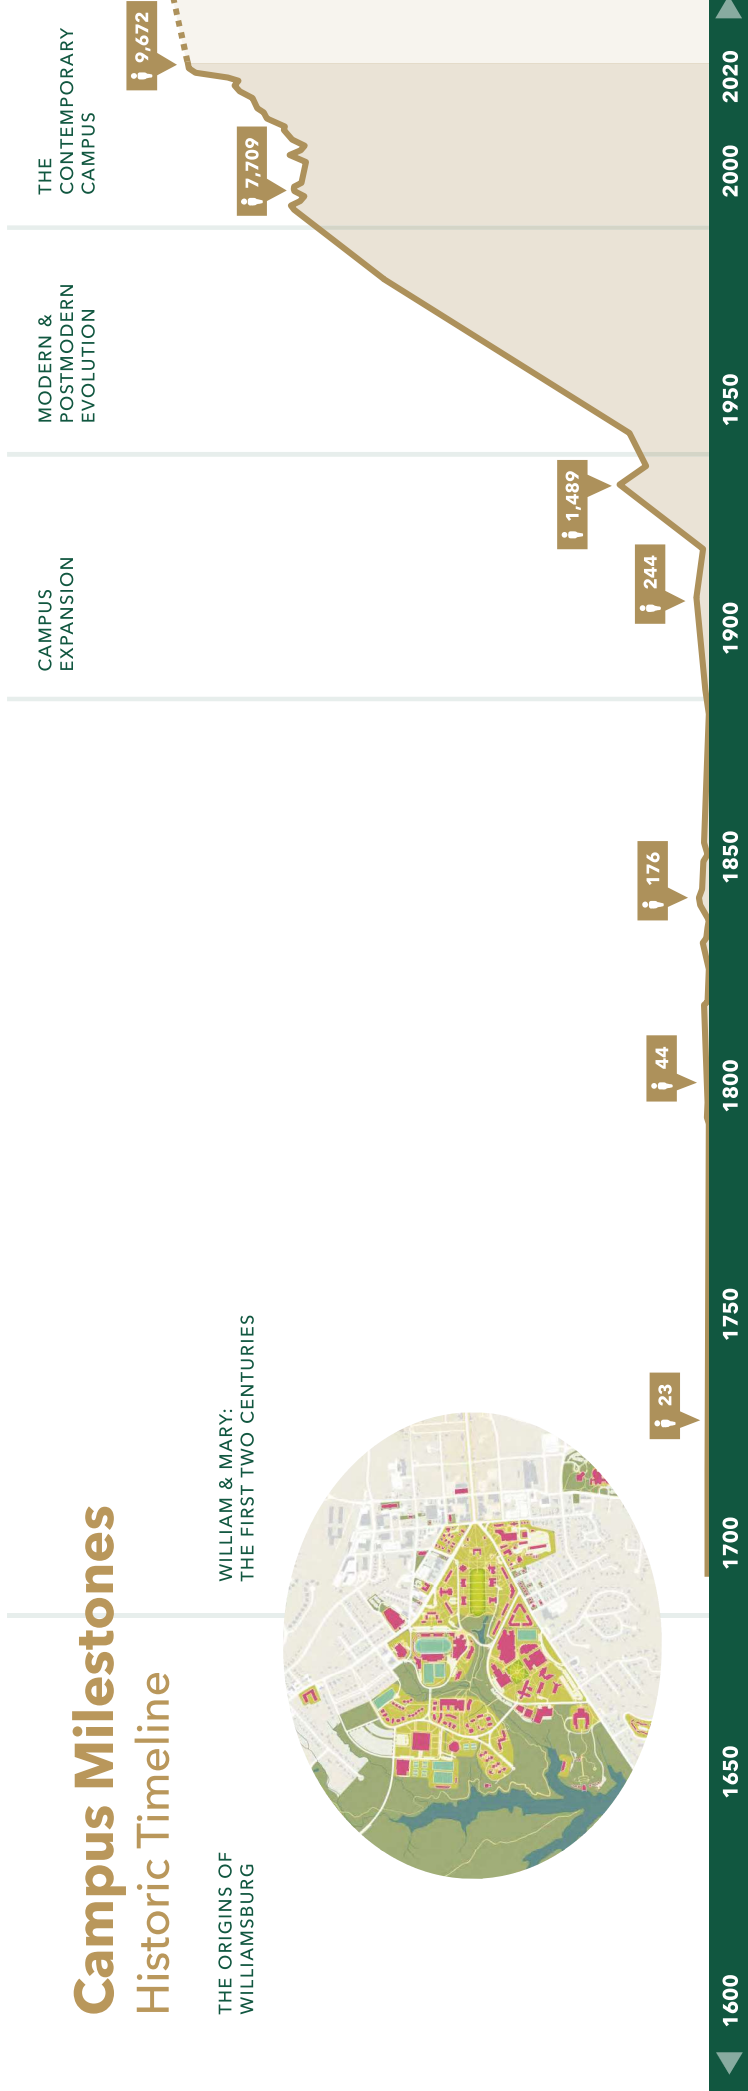 Campus Milestones
Historic Timeline
THE ORIGINS OF
WILLIAMSBURG
WILLIAM & MARY:
THE FIRST TWO CENTURIES
CAMPUS
EXPANSION
MODERN &
POSTMODERN
EVOLUTION
THE
CONTEMPORARY
CAMPUS
23
44
176
244
1,489
7,709
9,672
1600
1650
1700
1750
1800
1850
1900
1950
2000
2020